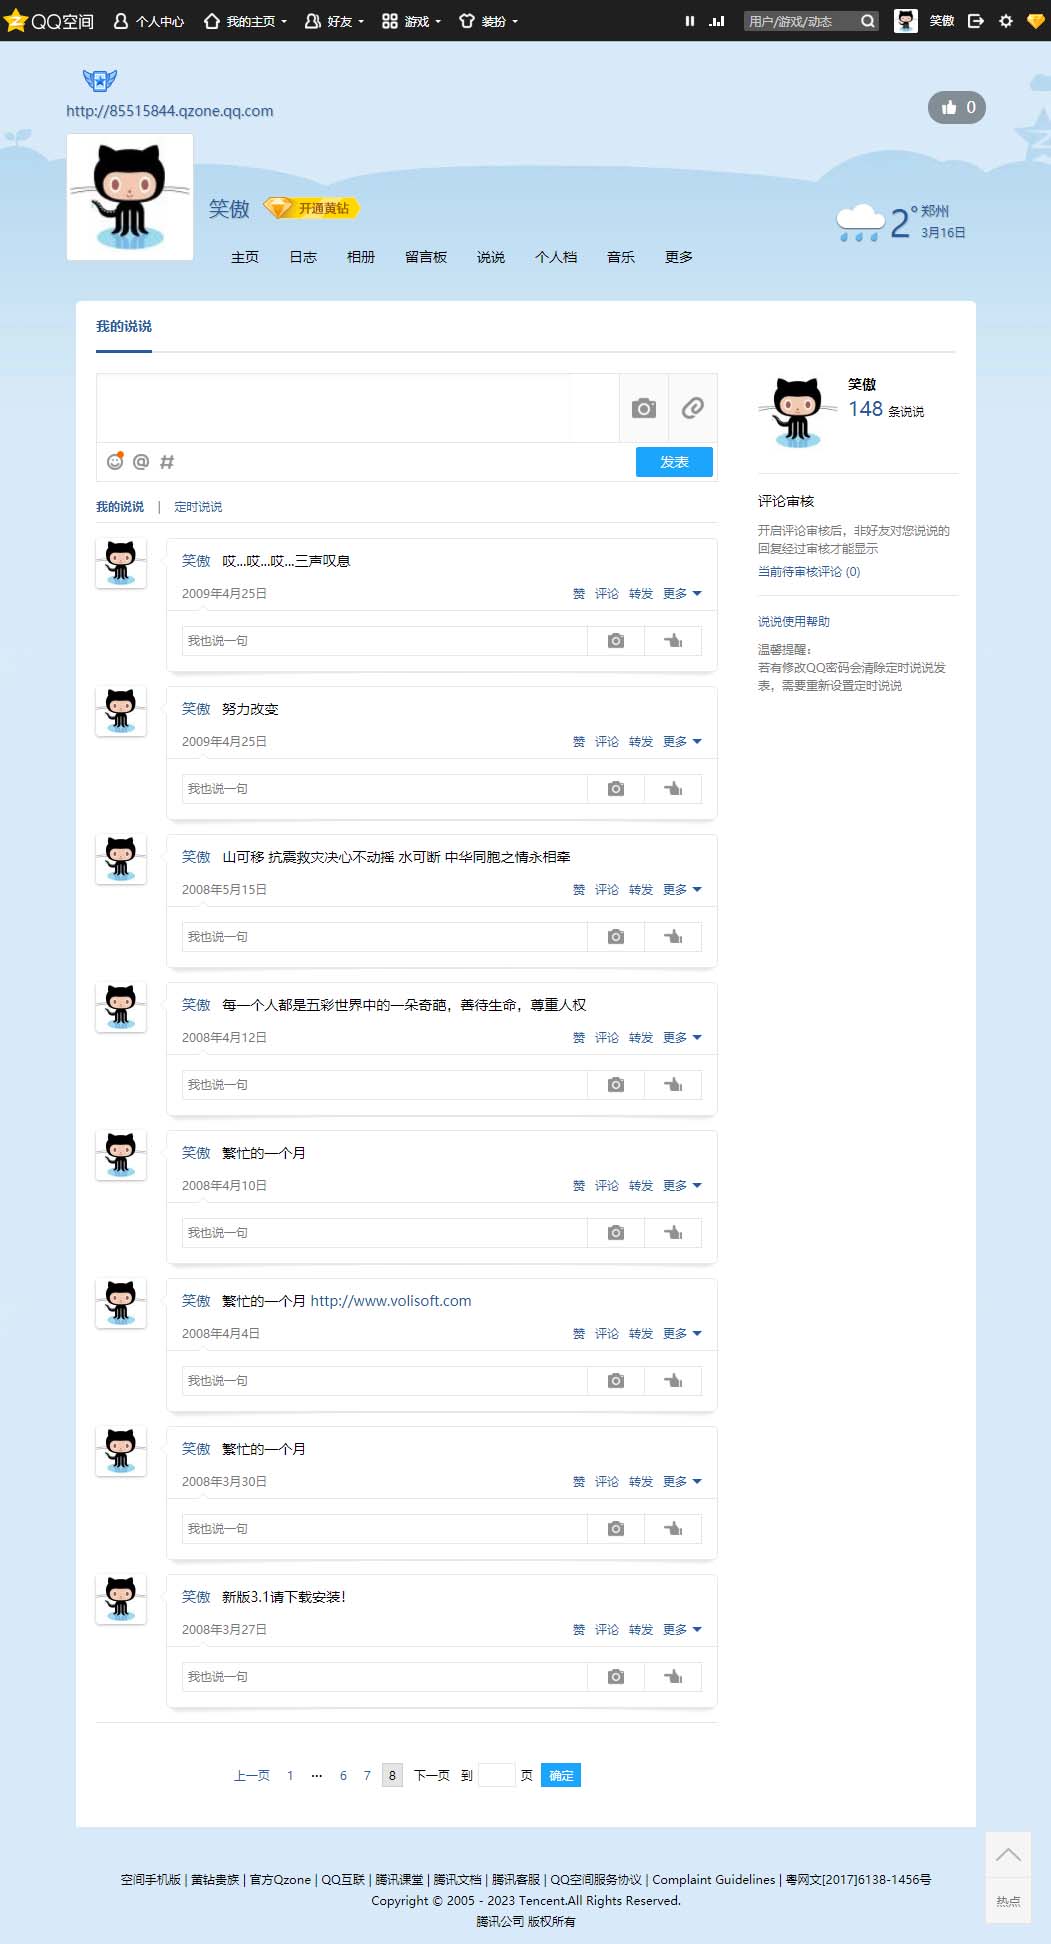 QQ空间 个人中心 我的主页 好友 游戏 装扮 用户/游戏/动态 笑傲
http://85515844.qzone.qq.com
0
笑傲 开通黄钻
2° 郑州
3月16日
主页 日志 相册 留言板 说说 个人档 音乐 更多
我的说说
@ #
发表
我的说说 | 定时说说
笑傲 哎...哎...哎...三声叹息
2009年4月25日 赞 评论 转发 更多
我也说一句
笑傲 努力改变
2009年4月25日 赞 评论 转发 更多
我也说一句
笑傲 山可移 抗震救灾决心不动摇 水可断 中华同胞之情永相牵
2008年5月15日 赞 评论 转发 更多
我也说一句
笑傲 每一个人都是五彩世界中的一朵奇葩，善待生命，尊重人权
2008年4月12日 赞 评论 转发 更多
我也说一句
笑傲 繁忙的一个月
2008年4月10日 赞 评论 转发 更多
我也说一句
笑傲 繁忙的一个月 http://www.volisoft.com
2008年4月4日 赞 评论 转发 更多
我也说一句
笑傲 繁忙的一个月
2008年3月30日 赞 评论 转发 更多
我也说一句
笑傲 新版3.1请下载安装！
2008年3月27日 赞 评论 转发 更多
我也说一句
上一页 1 ... 6 7 8 下一页 到 页 确定
笑傲
148 条说说
评论审核
开启评论审核后，非好友对您说说的
回复经过审核才能显示
当前待审核评论 (0)
说说使用帮助
温馨提醒：
若有修改QQ密码会清除定时说说发
表，需要重新设置定时说说
热点
空间手机版 | 黄钻贵族 | 官方Qzone | QQ互联 | 腾讯课堂 | 腾讯文档 | 腾讯客服 | QQ空间服务协议 | Complaint Guidelines | 粤网文[2017]6138-1456号
Copyright © 2005 - 2023 Tencent.All Rights Reserved.
腾讯公司 版权所有